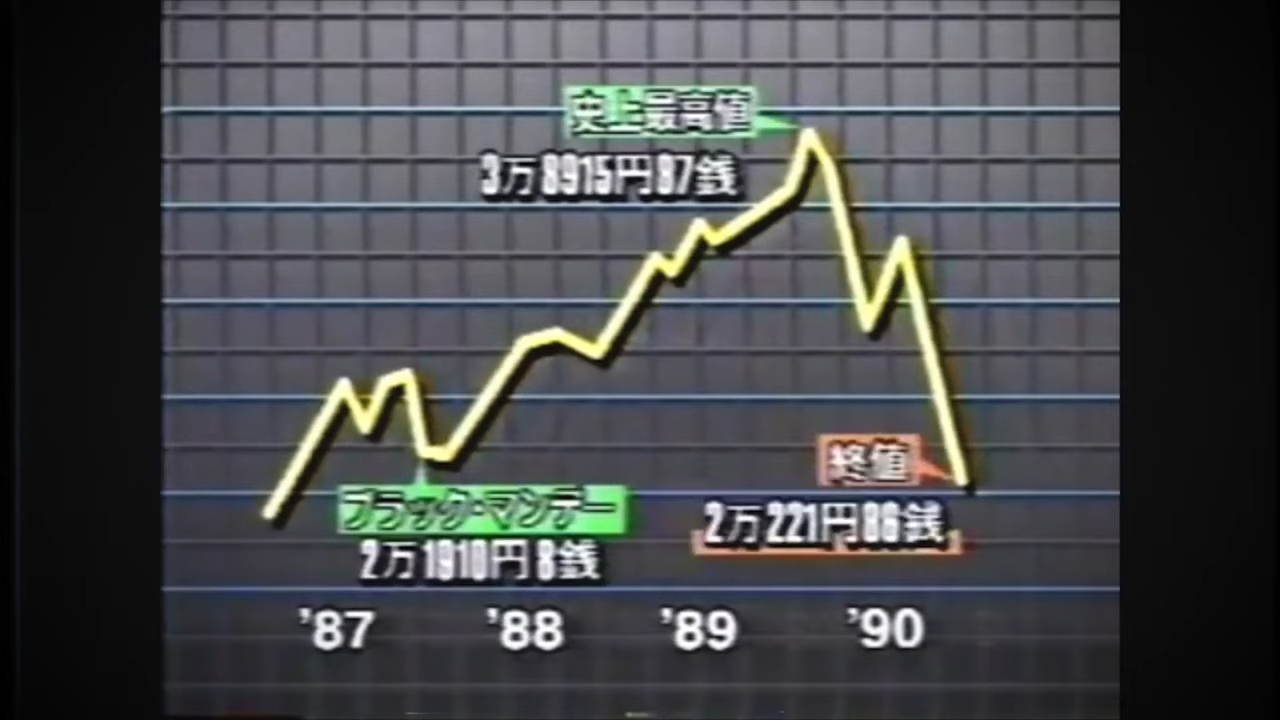 史上最高値
3万8915円87銭
終値
2万221円86銭
ブラック・マンデー
2万1910円8銭
'87 '88 '89 '90